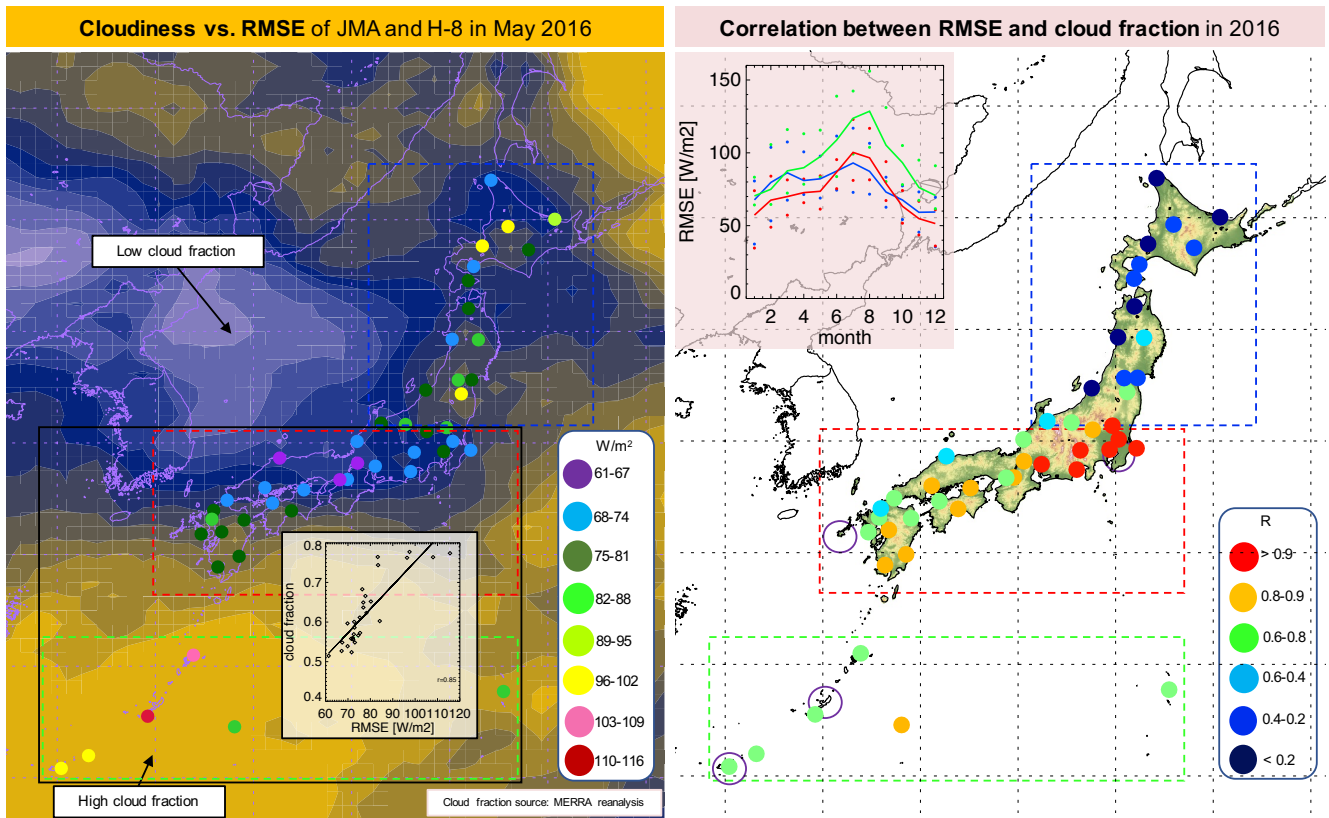 Cloudiness vs. RMSE of JMA and H-8 in May 2016
Low cloud fraction
W/m²
61-67
68-74
75-81
82-88
89-95
96-102
103-109
110-116
0.8
0.7
0.6
0.5
0.4
cloud fraction
r=0.85
60 70 80 90 100 110 120
RMSE [W/m2]
High cloud fraction
Cloud fraction source: MERRA reanalysis
Correlation between RMSE and cloud fraction in 2016
150
100
50
0
RMSE [W/m2]
2 4 6 8 10 12
month
R
> 0.9
0.8-0.9
0.6-0.8
0.6-0.4
0.4-0.2
< 0.2